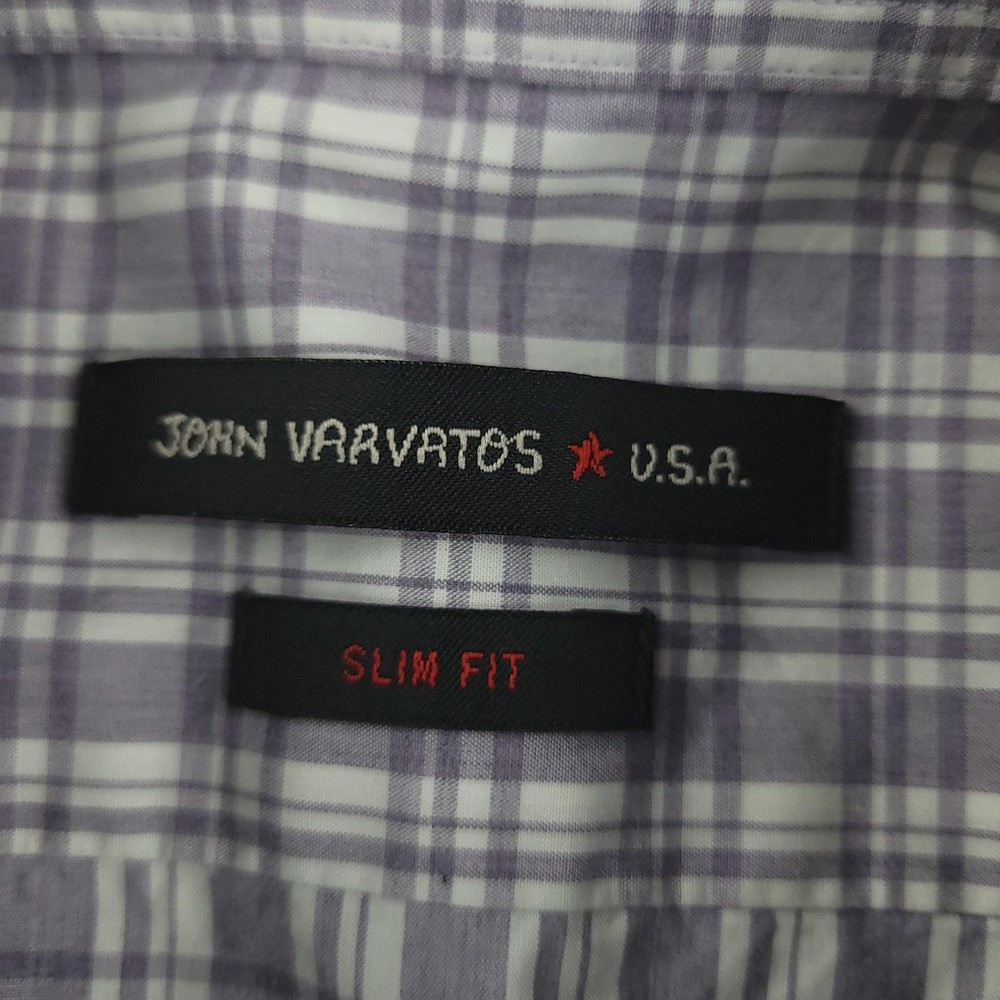 JOHN VARVATOS ★ U.S.A.
SLIM FIT